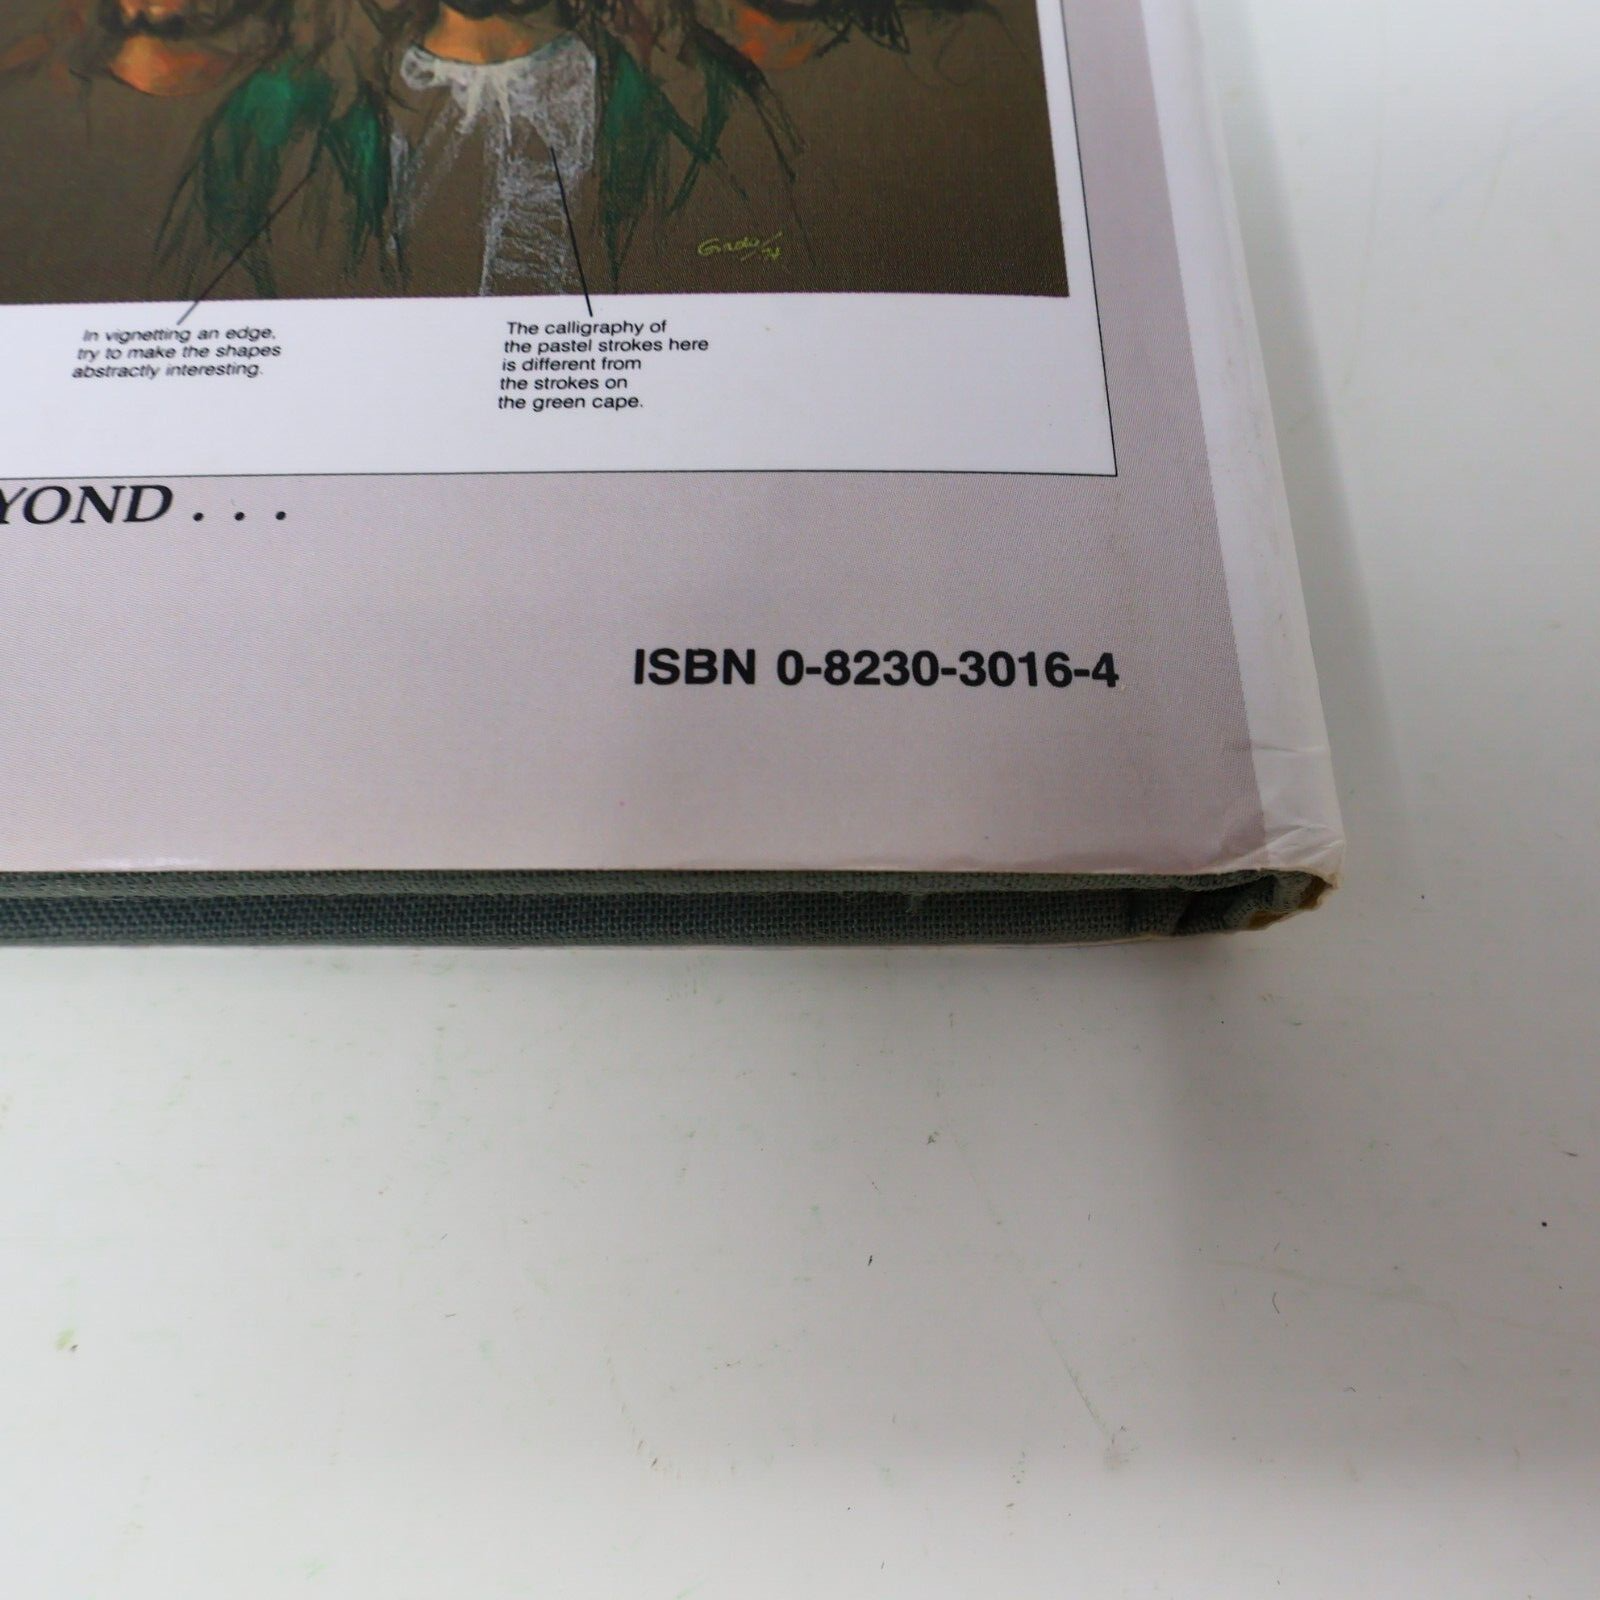 In vignetting an edge,
try to make the shapes
abstractly interesting.
The calligraphy of
the pastel strokes here
is different from
the strokes on
the green cape.
YOND . . .
ISBN 0-8230-3016-4